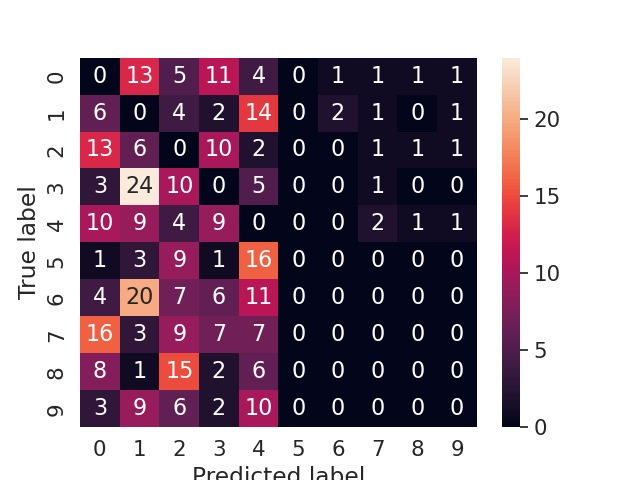 0 0 13 5 11 4 0 1 1 1 1
1 6 0 4 2 14 0 2 1 0 1
2 13 6 0 10 2 0 0 1 1 1
3 3 24 10 0 5 0 0 1 0 0
4 10 9 4 9 0 0 0 2 1 1
5 1 3 9 1 16 0 0 0 0 0
6 4 20 7 6 11 0 0 0 0 0
7 16 3 9 7 7 0 0 0 0 0
8 8 1 15 2 6 0 0 0 0 0
9 3 9 6 2 10 0 0 0 0 0
0 1 2 3 4 5 6 7 8 9
Predicted label
True label
20
15
10
5
0